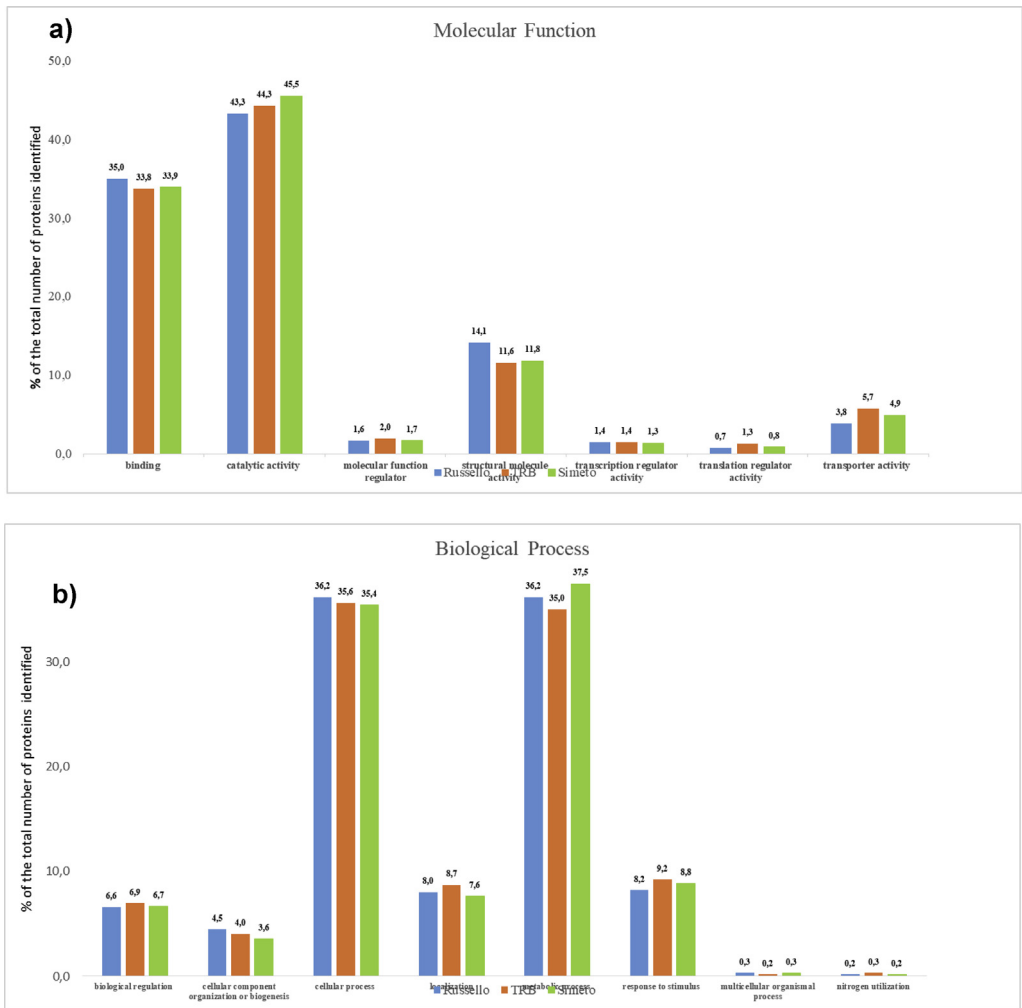 a)
Molecular Function
% of the total number of proteins identified
50,0
40,0
30,0
20,0
10,0
0,0
35,0 33,8 33,9
43,3 44,3 45,5
1,6 2,0 1,7
14,1 11,6 11,8
1,4 1,4 1,3
0,7 1,3 0,8
3,8 5,7 4,9
binding
catalytic activity
molecular function
regulator
structural molecule
activity
transcription regulator
activity
translation regulator
activity
transporter activity
Russello TRB Simeto
Biological Process
b)
% of the total number of proteins identified
30,0
20,0
10,0
0,0
6,6 6,9 6,7
4,5 4,0 3,6
36,2 35,6 35,4
8,0 8,7 7,6
36,2 35,0 37,5
8,2 9,2 8,8
0,3 0,2 0,3
0,2 0,3 0,2
biological regulation
cellular component
organization or biogenesis
cellular process
localization
metabolic process
response to stimulus
multicellular organismal
process
nitrogen utilization
Russello TRB Simeto